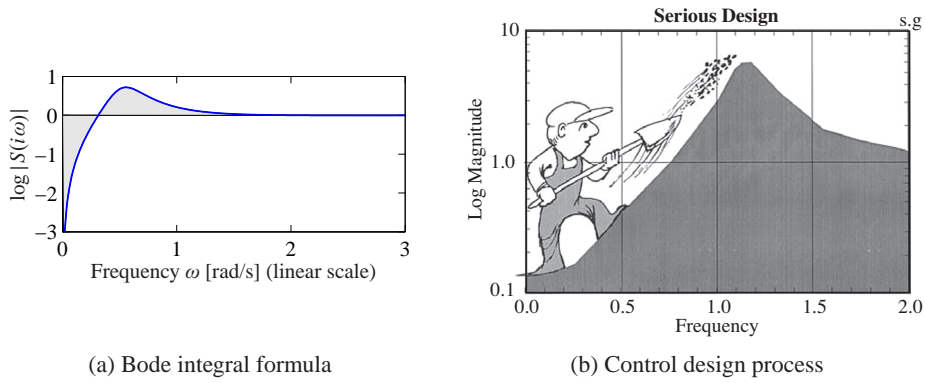 1
0
−1
−2
−3
0
1
2
3
log |S(iω)|
Frequency ω [rad/s] (linear scale)
(a) Bode integral formula
Serious Design
s.g
10
1.0
0.1
Log Magnitude
0.0
0.5
1.0
1.5
2.0
Frequency
(b) Control design process